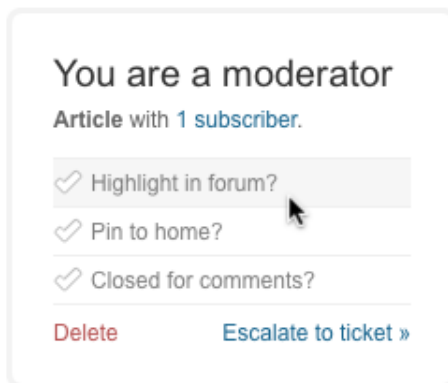 You are a moderator
Article with 1 subscriber.
Highlight in forum?
Pin to home?
Closed for comments?
Delete Escalate to ticket »